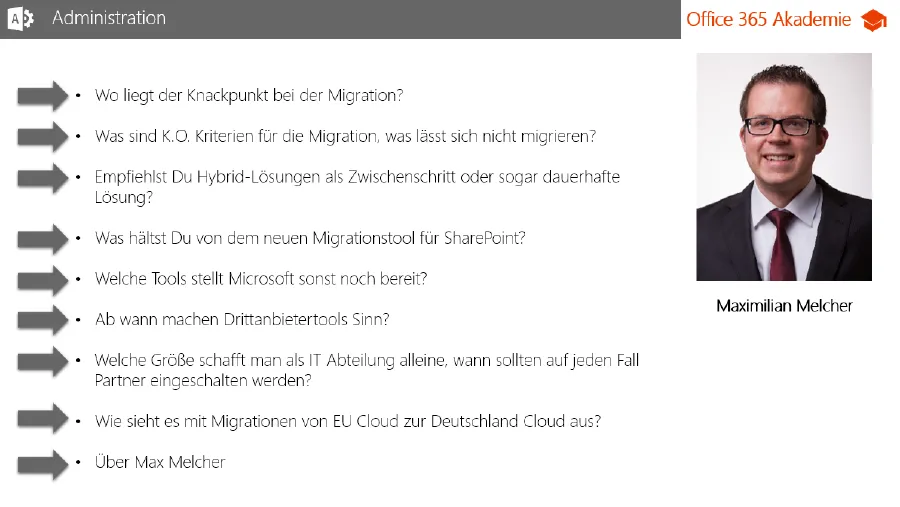 Administration
Office 365 Akademie
• Wo liegt der Knackpunkt bei der Migration?
• Was sind K.O. Kriterien für die Migration, was lässt sich nicht migrieren?
• Empfiehlst Du Hybrid-Lösungen als Zwischenschritt oder sogar dauerhafte
Lösung?
• Was hältst Du von dem neuen Migrationstool für SharePoint?
• Welche Tools stellt Microsoft sonst noch bereit?
Maximilian Melcher
• Ab wann machen Drittanbietertools Sinn?
• Welche Größe schafft man als IT Abteilung alleine, wann sollten auf jeden Fall
Partner eingeschalten werden?
• Wie sieht es mit Migrationen von EU Cloud zur Deutschland Cloud aus?
• Über Max Melcher